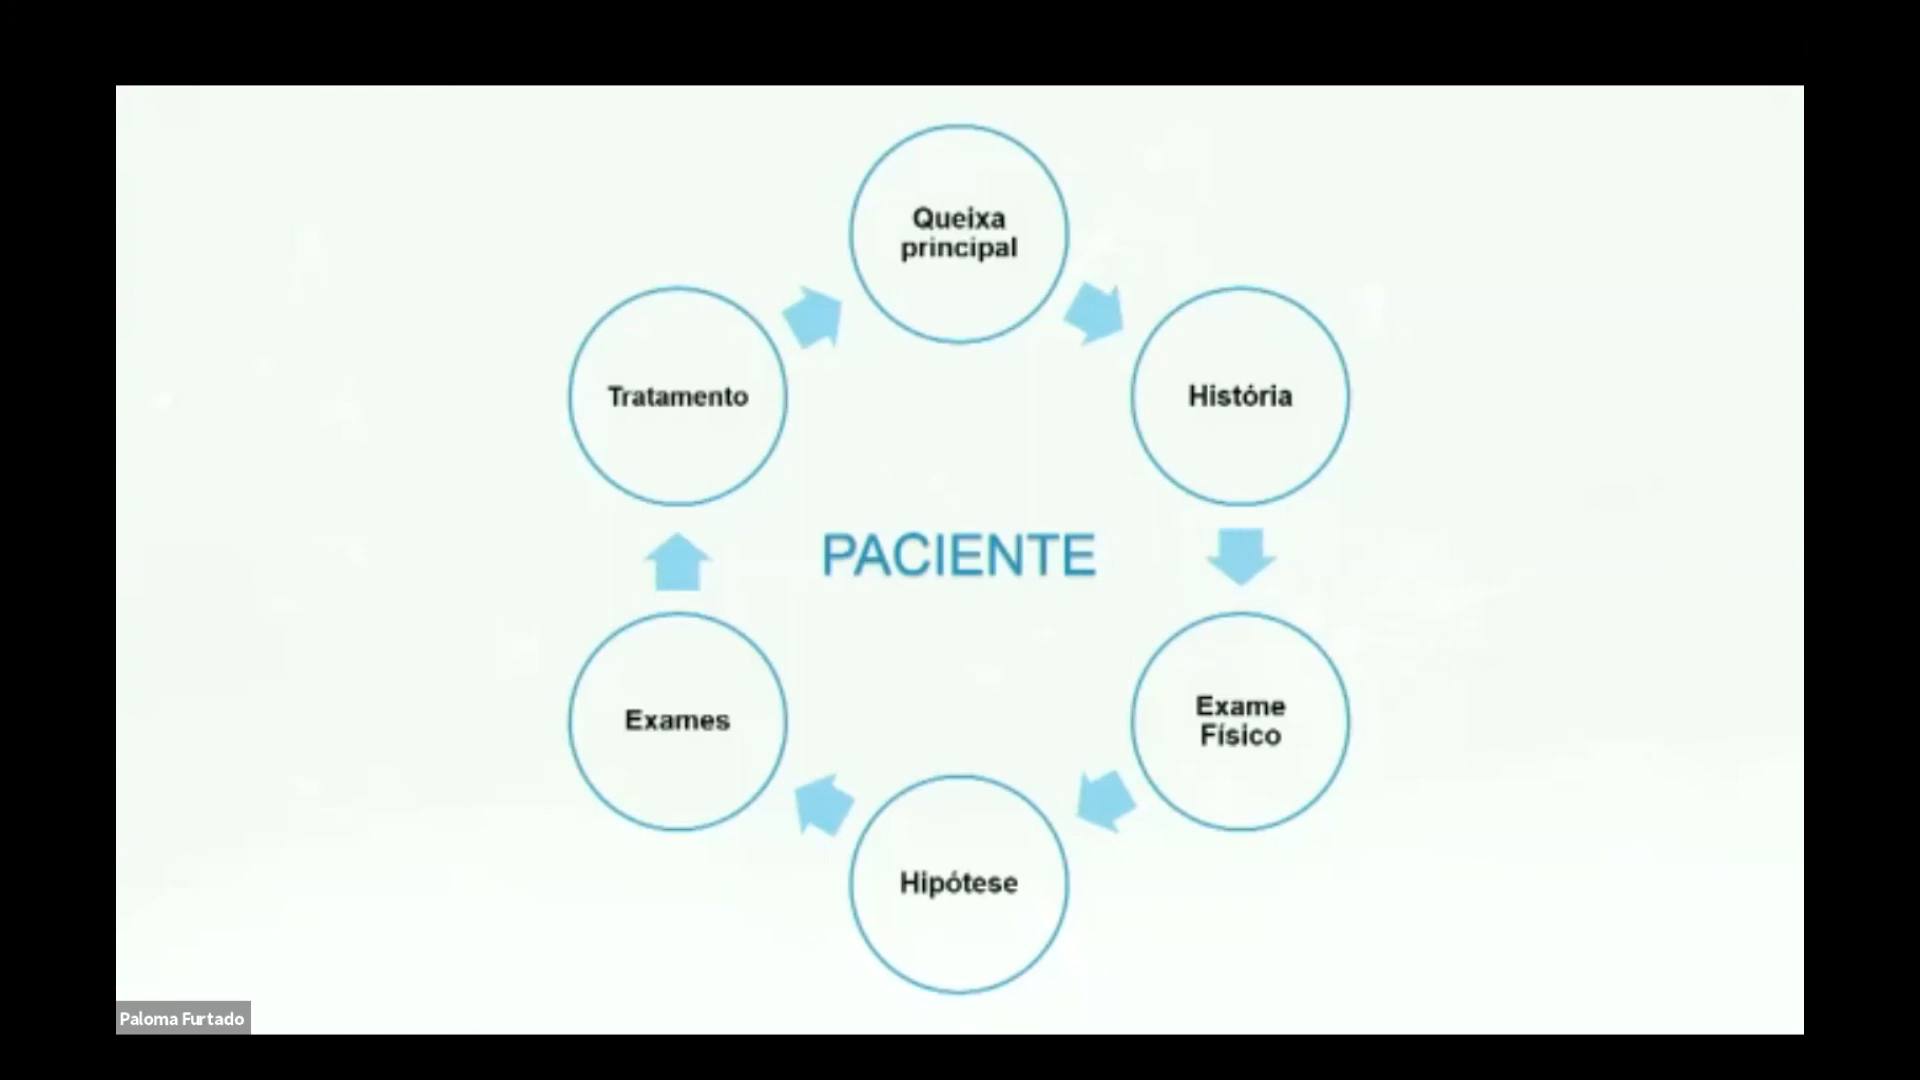 Queixa
principal
História
Exame
Físico
Hipótese
Exames
Tratamento
PACIENTE
Paloma Furtado